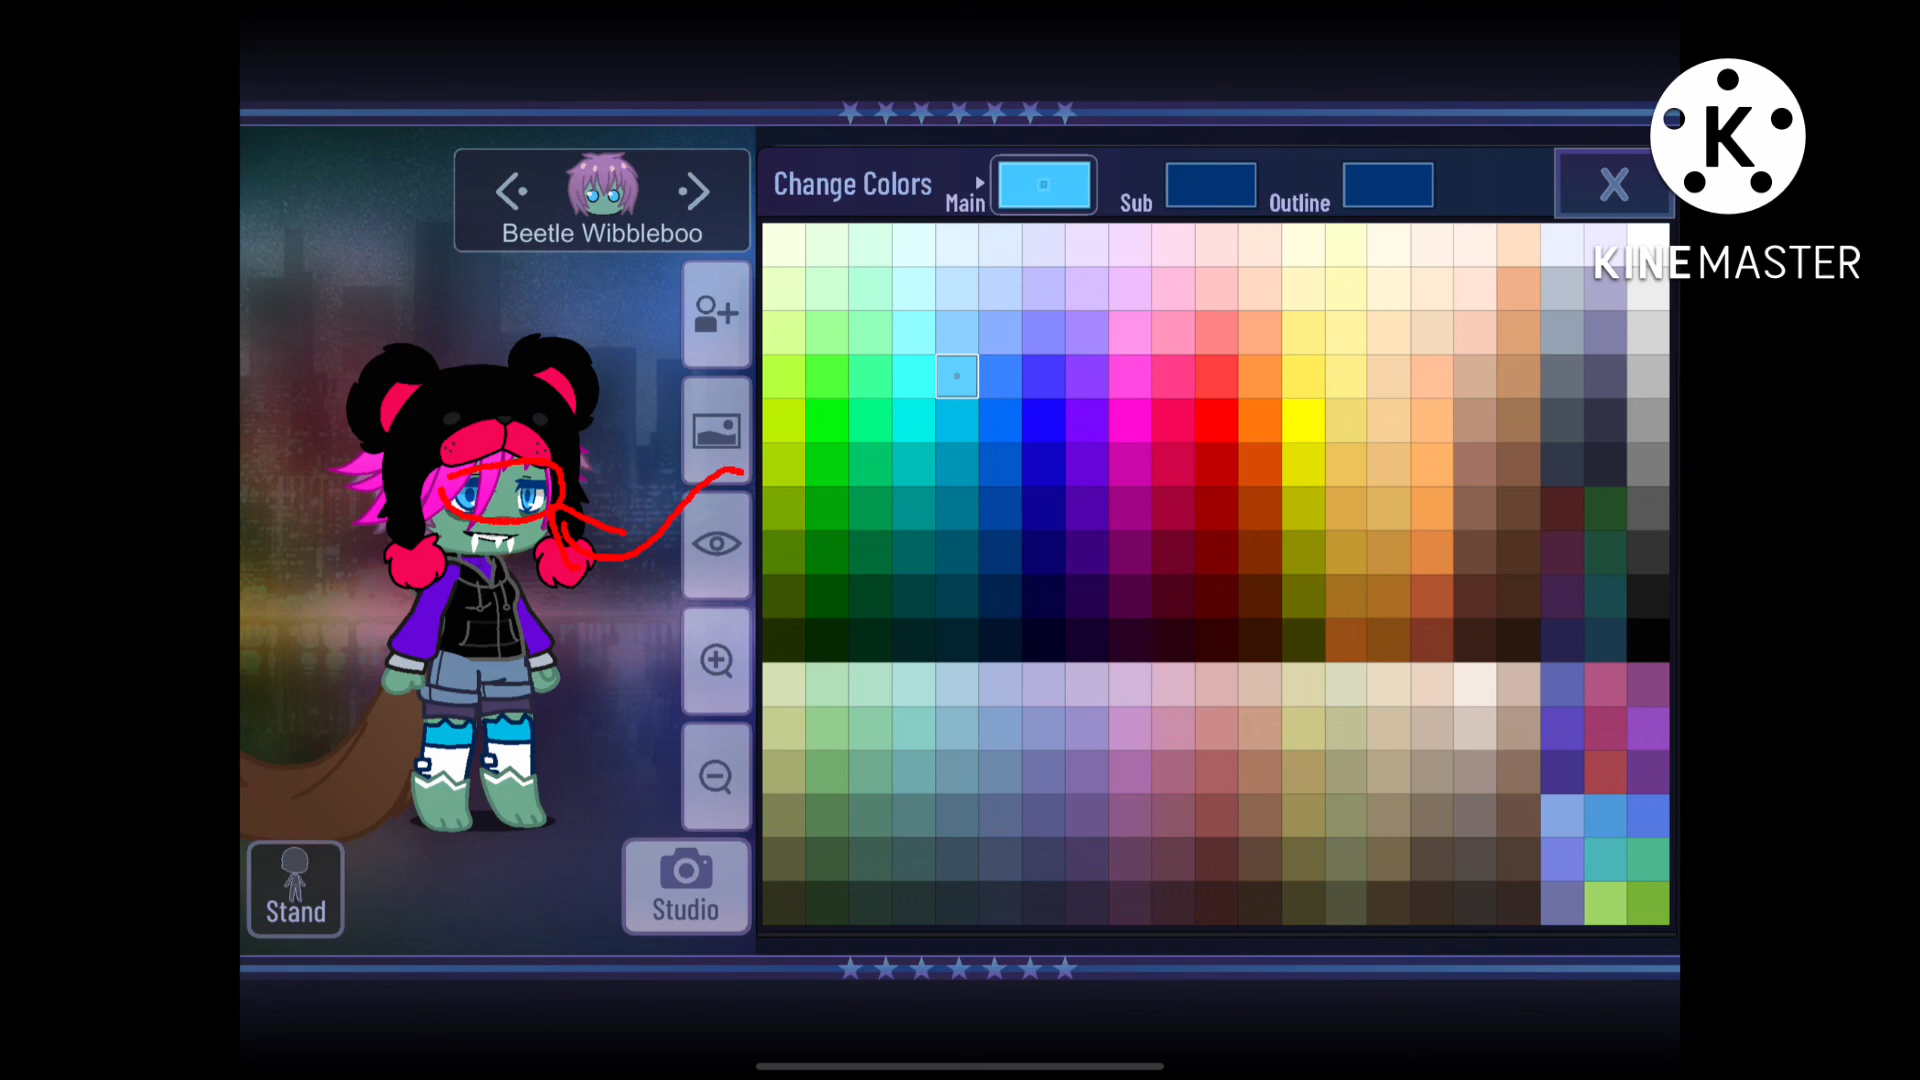 Change Colors
Main
Sub
Outline
X
K
KINEMASTER
Beetle Wibbleboo
Stand
Studio